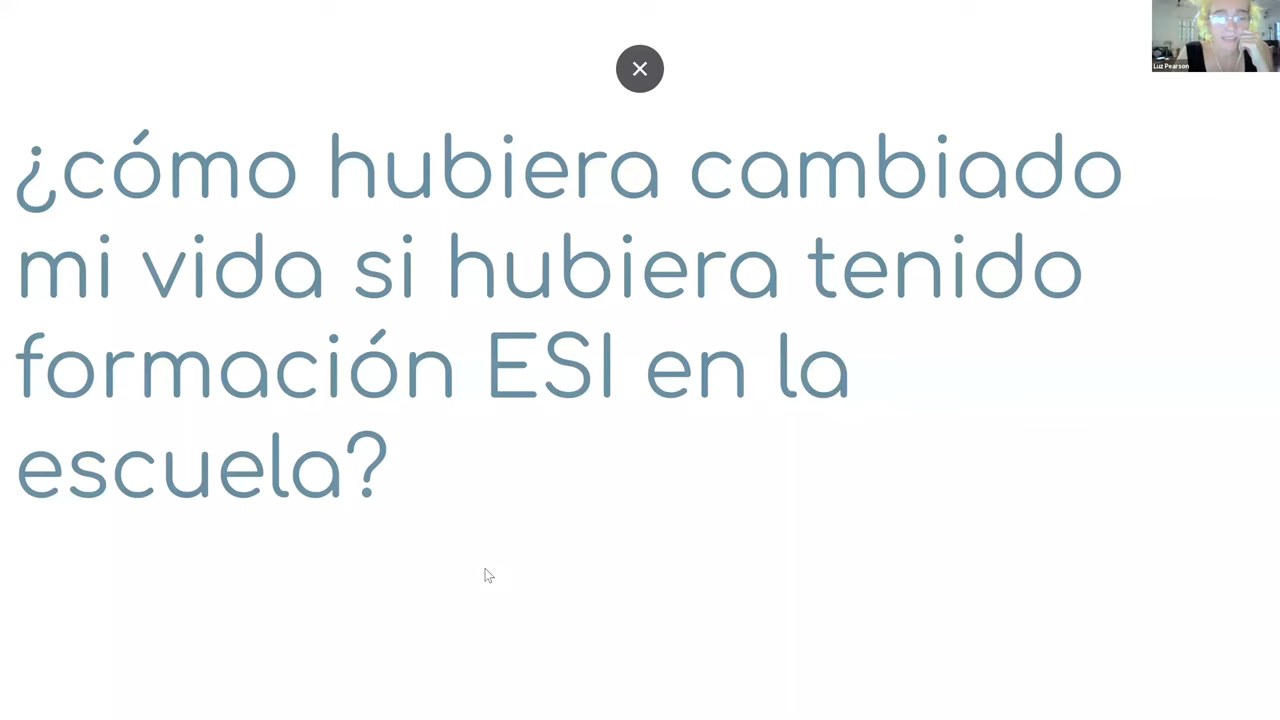 Luz Pearson
¿cómo hubiera cambiado
mi vida si hubiera tenido
formación ESI en la
escuela?